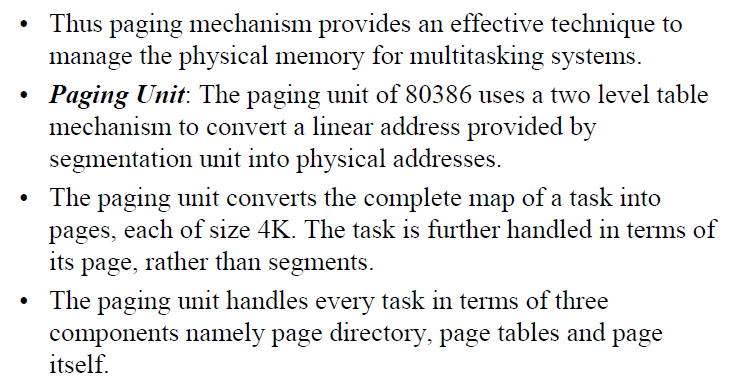 • Thus paging mechanism provides an effective technique to
manage the physical memory for multitasking systems.
• Paging Unit: The paging unit of 80386 uses a two level table
mechanism to convert a linear address provided by
segmentation unit into physical addresses.
• The paging unit converts the complete map of a task into
pages, each of size 4K. The task is further handled in terms of
its page, rather than segments.
• The paging unit handles every task in terms of three
components namely page directory, page tables and page
itself.